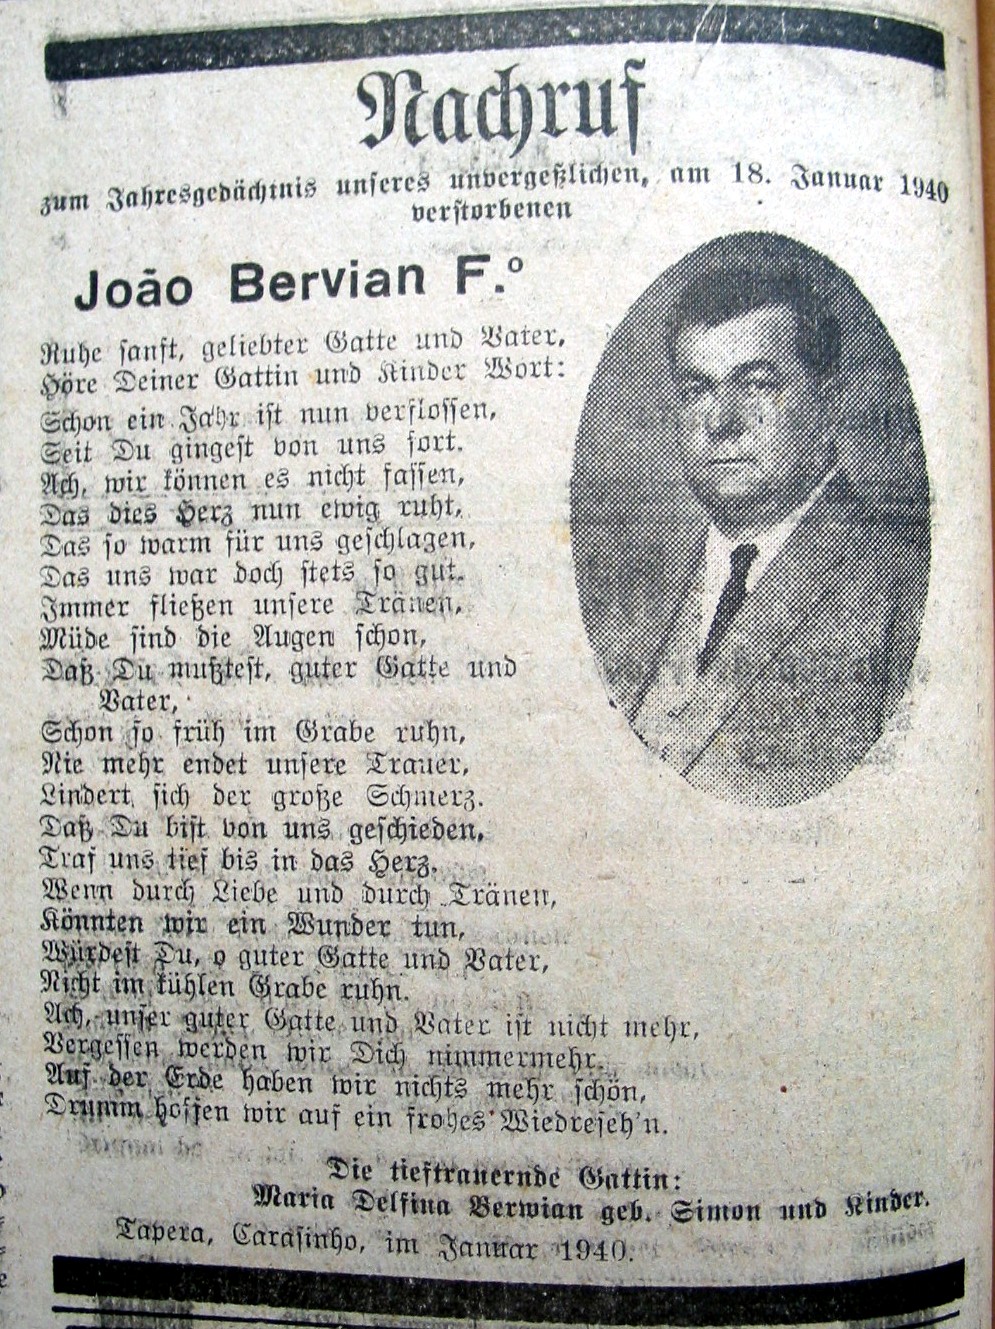 Nachruf
zum Jahresgedächtnis unseres unvergeßlichen, am 18. Januar 1940
verstorbenen
João Bervian F.º
Ruhe sanft, geliebter Gatte und Vater,
Höre Deiner Gattin und Kinder Wort:
Schon ein Jahr ist nun verflossen,
Seit Du gingest von uns fort.
Ach, wir können es nicht fassen,
Das dies Herz nun ewig ruht,
Das so warm für uns geschlagen,
Das uns war doch stets so gut.
Immer fließen unsere Tränen,
Müde sind die Augen schon,
Daß Du mußtest, guter Gatte und
Vater,
Schon so früh im Grabe ruhn,
Nie mehr endet unsere Trauer,
Lindert sich der große Schmerz.
Daß Du bist von uns geschieden,
Traf uns tief bis in das Herz.
Wenn durch Liebe und durch Tränen,
Könnten wir ein Wunder tun,
Würdest Du, o guter Gatte und Vater,
Nicht im kühlen Grabe ruhn.
Ach, unser guter Gatte und Vater ist nicht mehr,
Vergessen werden wir Dich nimmermehr.
Auf der Erde haben wir nichts mehr schön,
Drumm hoffen wir auf ein frohes Wiedreseh'n.
Die tieftrauernde Gattin:
Maria Delfina Berwian geb. Simon und Kinder.
Tapera, Carasinho, im Januar 1940.